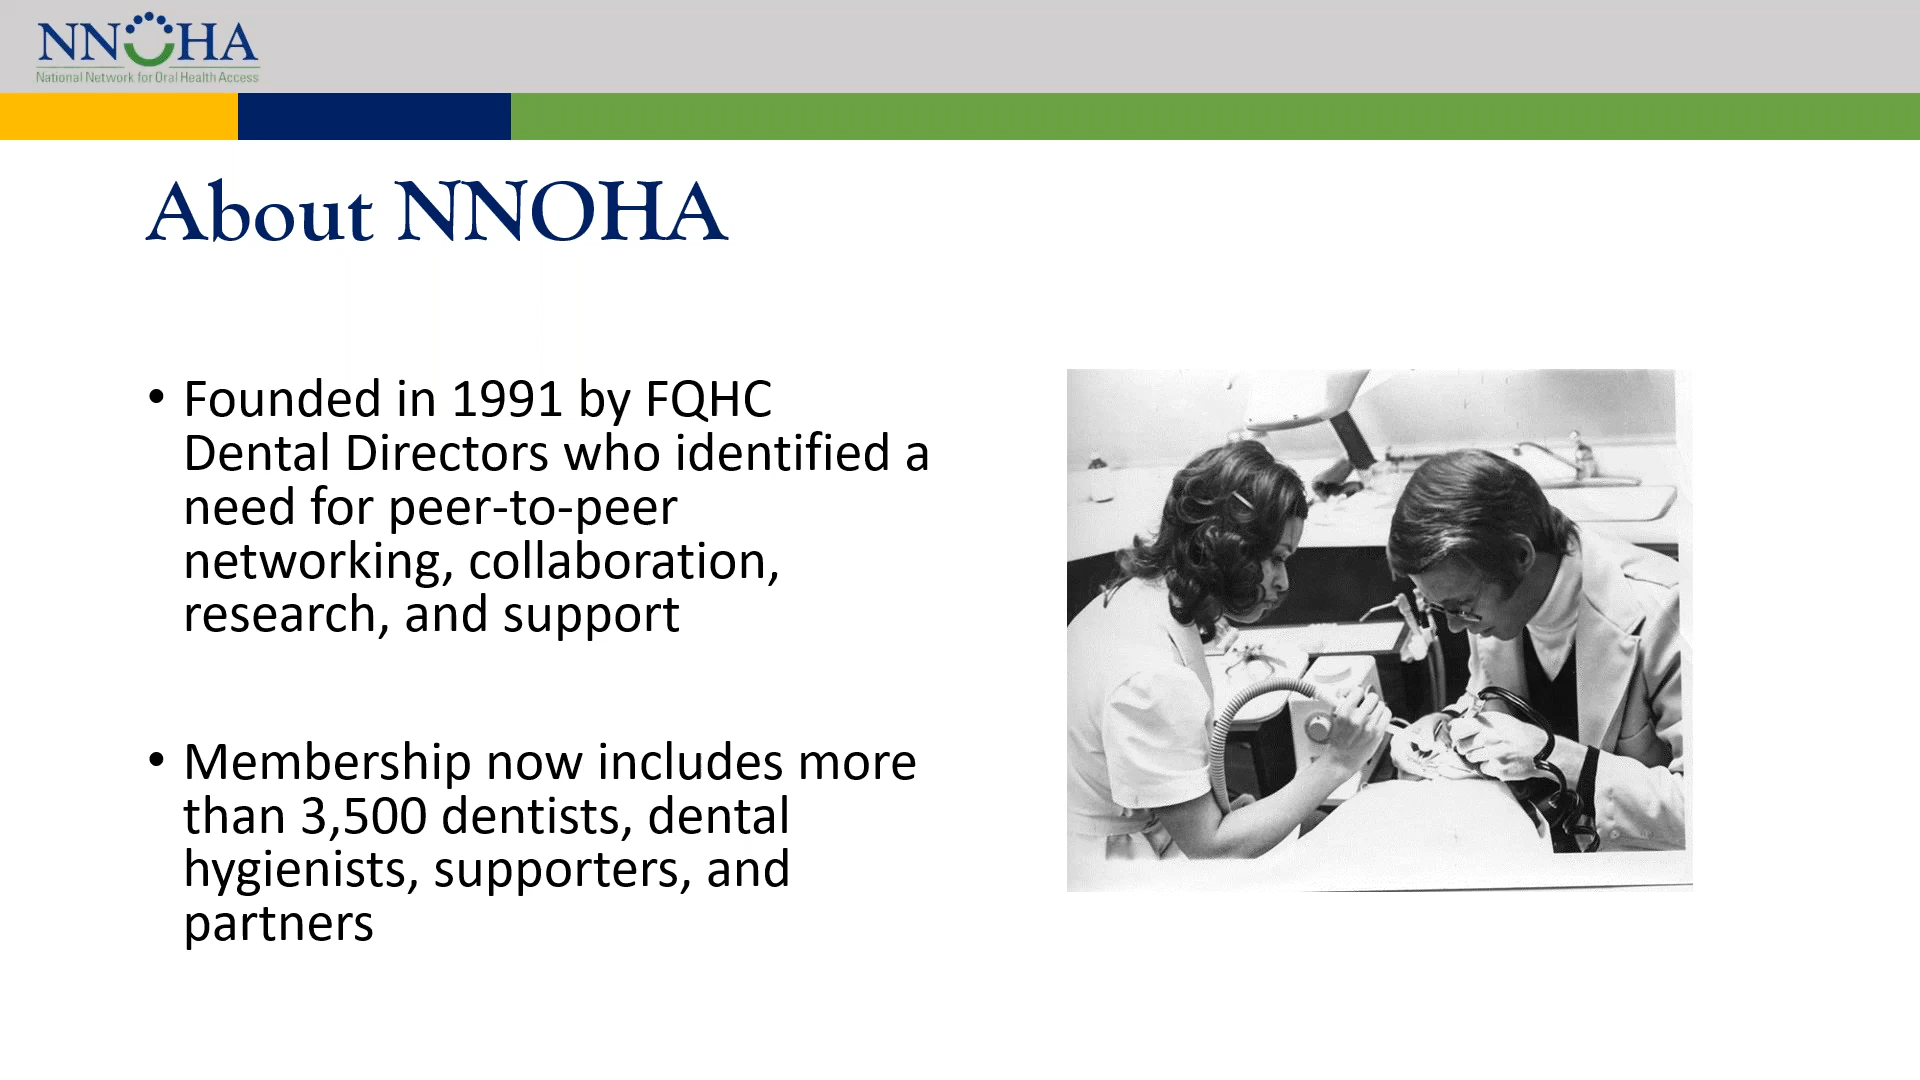 NNOHA
National Network for Oral Health Access
About NNOHA
• Founded in 1991 by FQHC
Dental Directors who identified a
need for peer-to-peer
networking, collaboration,
research, and support
• Membership now includes more
than 3,500 dentists, dental
hygienists, supporters, and
partners